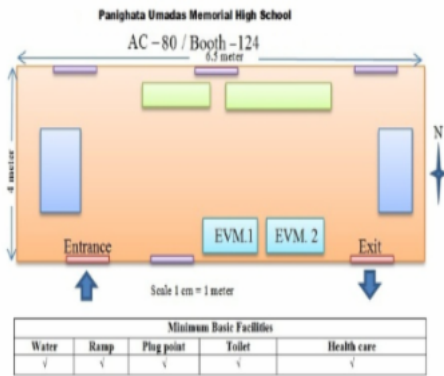 Panighata Umadas Memorial High School
AC – 80 / Booth – 124
6.5 meter
4 meter
N
EVM.1
EVM. 2
Entrance
Exit
Scale 1 cm = 1 meter
Minimum Basic Facilities
Water Ramp Plug point Toilet Health care
√ √ √ √ √